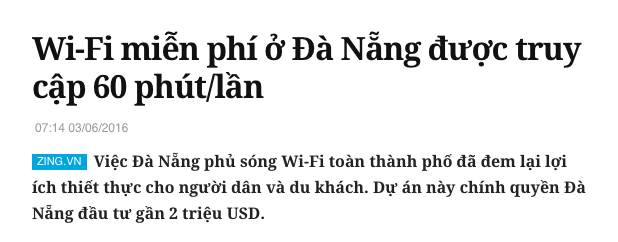 Wi-Fi miễn phí ở Đà Nẵng được truy
cập 60 phút/lần
07:14 03/06/2016
ZING.VN Việc Đà Nẵng phủ sóng Wi-Fi toàn thành phố đã đem lại lợi
ích thiết thực cho người dân và du khách. Dự án này chính quyền Đà
Nẵng đầu tư gần 2 triệu USD.